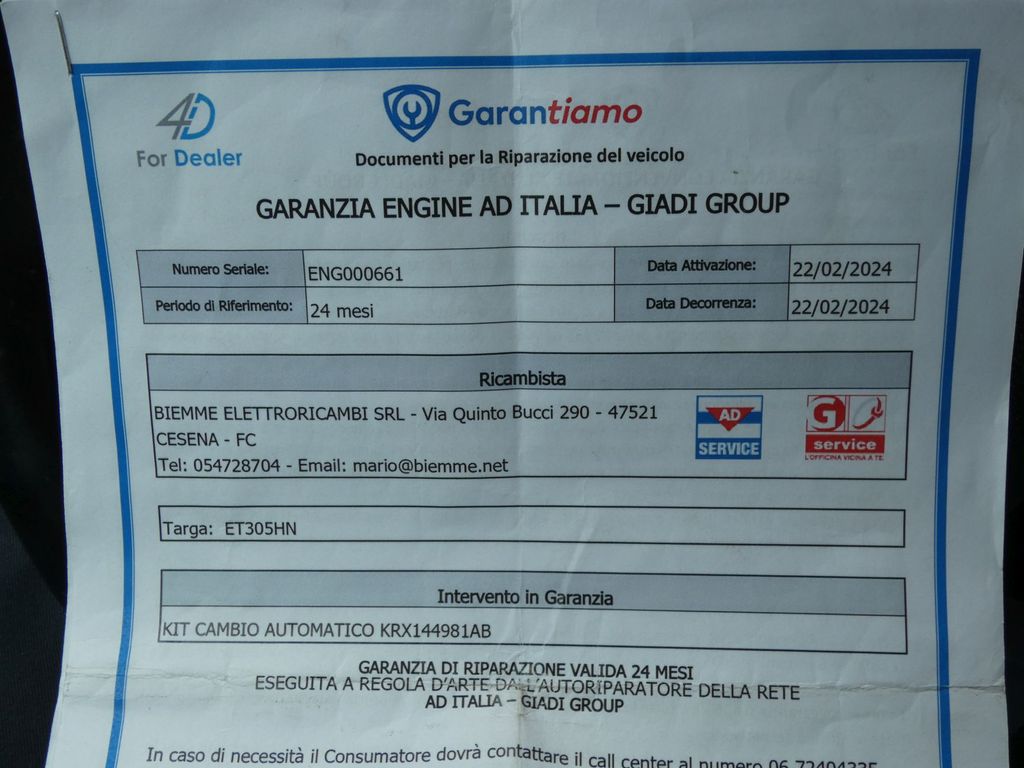 4D
For Dealer
Garantiamo
Documenti per la Riparazione del veicolo
GARANZIA ENGINE AD ITALIA – GIADI GROUP
Numero Seriale: ENG000661 Data Attivazione: 22/02/2024
Periodo di Riferimento: 24 mesi Data Decorrenza: 22/02/2024
Ricambista
BIEMME ELETTRORICAMBI SRL - Via Quinto Bucci 290 - 47521
CESENA - FC
Tel: 054728704 - Email: mario@biemme.net
AD
SERVICE
G
service
L'OFFICINA VICINA A TE.
Targa: ET305HN
Intervento in Garanzia
KIT CAMBIO AUTOMATICO KRX144981AB
GARANZIA DI RIPARAZIONE VALIDA 24 MESI
ESEGUITA A REGOLA D'ARTE DALL'AUTORIPARATORE DELLA RETE
AD ITALIA – GIADI GROUP
In caso di necessità il Consumatore dovrà contattare il call center al numero 06